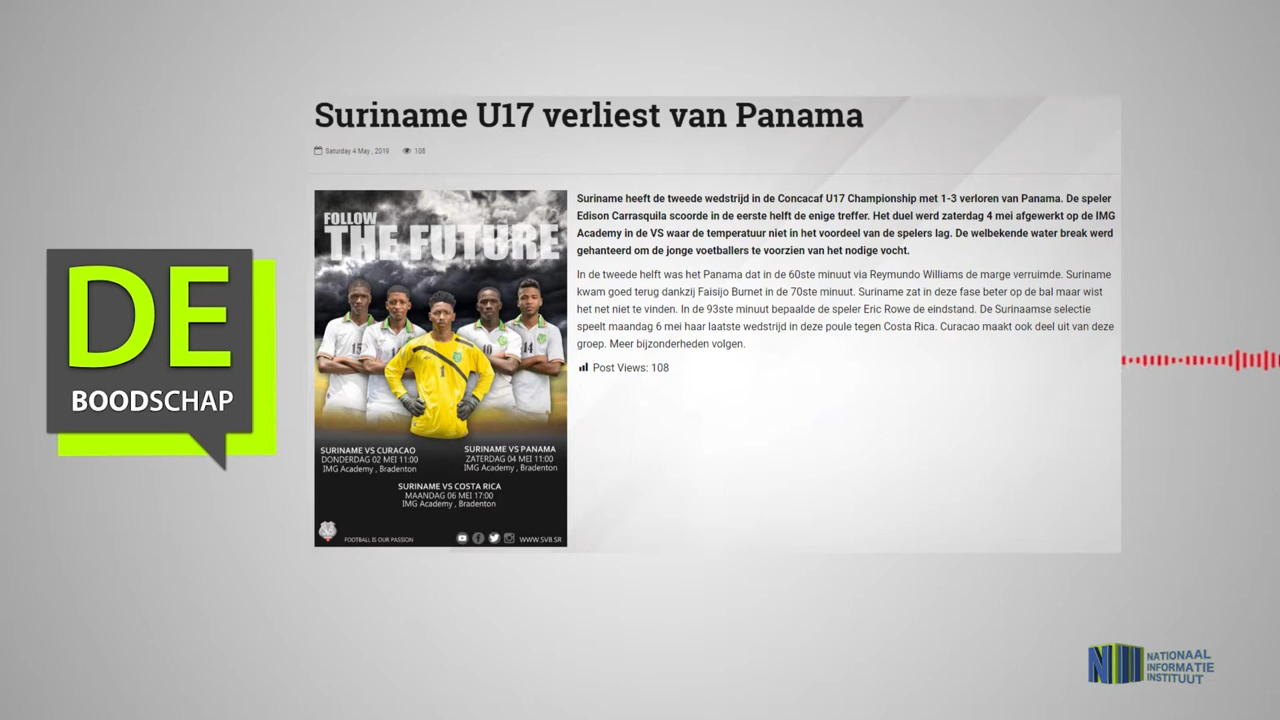 Suriname U17 verliest van Panama
Saturday 4 May , 2019 108
FOLLOW
THE FUTURE
15
1
10
14
SURINAME VS CURACAO
DONDERDAG 02 MEI 11:00
IMG Academy , Bradenton
SURINAME VS PANAMA
ZATERDAG 04 MEI 11:00
IMG Academy , Bradenton
SURINAME VS COSTA RICA
MAANDAG 06 MEI 17:00
IMG Academy , Bradenton
FOOTBALL IS OUR PASSION
WWW.SVB.SR
Suriname heeft de tweede wedstrijd in de Concacaf U17 Championship met 1-3 verloren van Panama. De speler
Edison Carrasquila scoorde in de eerste helft de enige treffer. Het duel werd zaterdag 4 mei afgewerkt op de IMG
Academy in de VS waar de temperatuur niet in het voordeel van de spelers lag. De welbekende water break werd
gehanteerd om de jonge voetballers te voorzien van het nodige vocht.
In de tweede helft was het Panama dat in de 60ste minuut via Reymundo Williams de marge verruimde. Suriname
kwam goed terug dankzij Faisijo Burnet in de 70ste minuut. Suriname zat in deze fase beter op de bal maar wist
het net niet te vinden. In de 93ste minuut bepaalde de speler Eric Rowe de eindstand. De Surinaamse selectie
speelt maandag 6 mei haar laatste wedstrijd in deze poule tegen Costa Rica. Curacao maakt ook deel uit van deze
groep. Meer bijzonderheden volgen.
Post Views: 108
DE
BOODSCHAP
NII
NATIONAAL
INFORMATIE
INSTITUUT